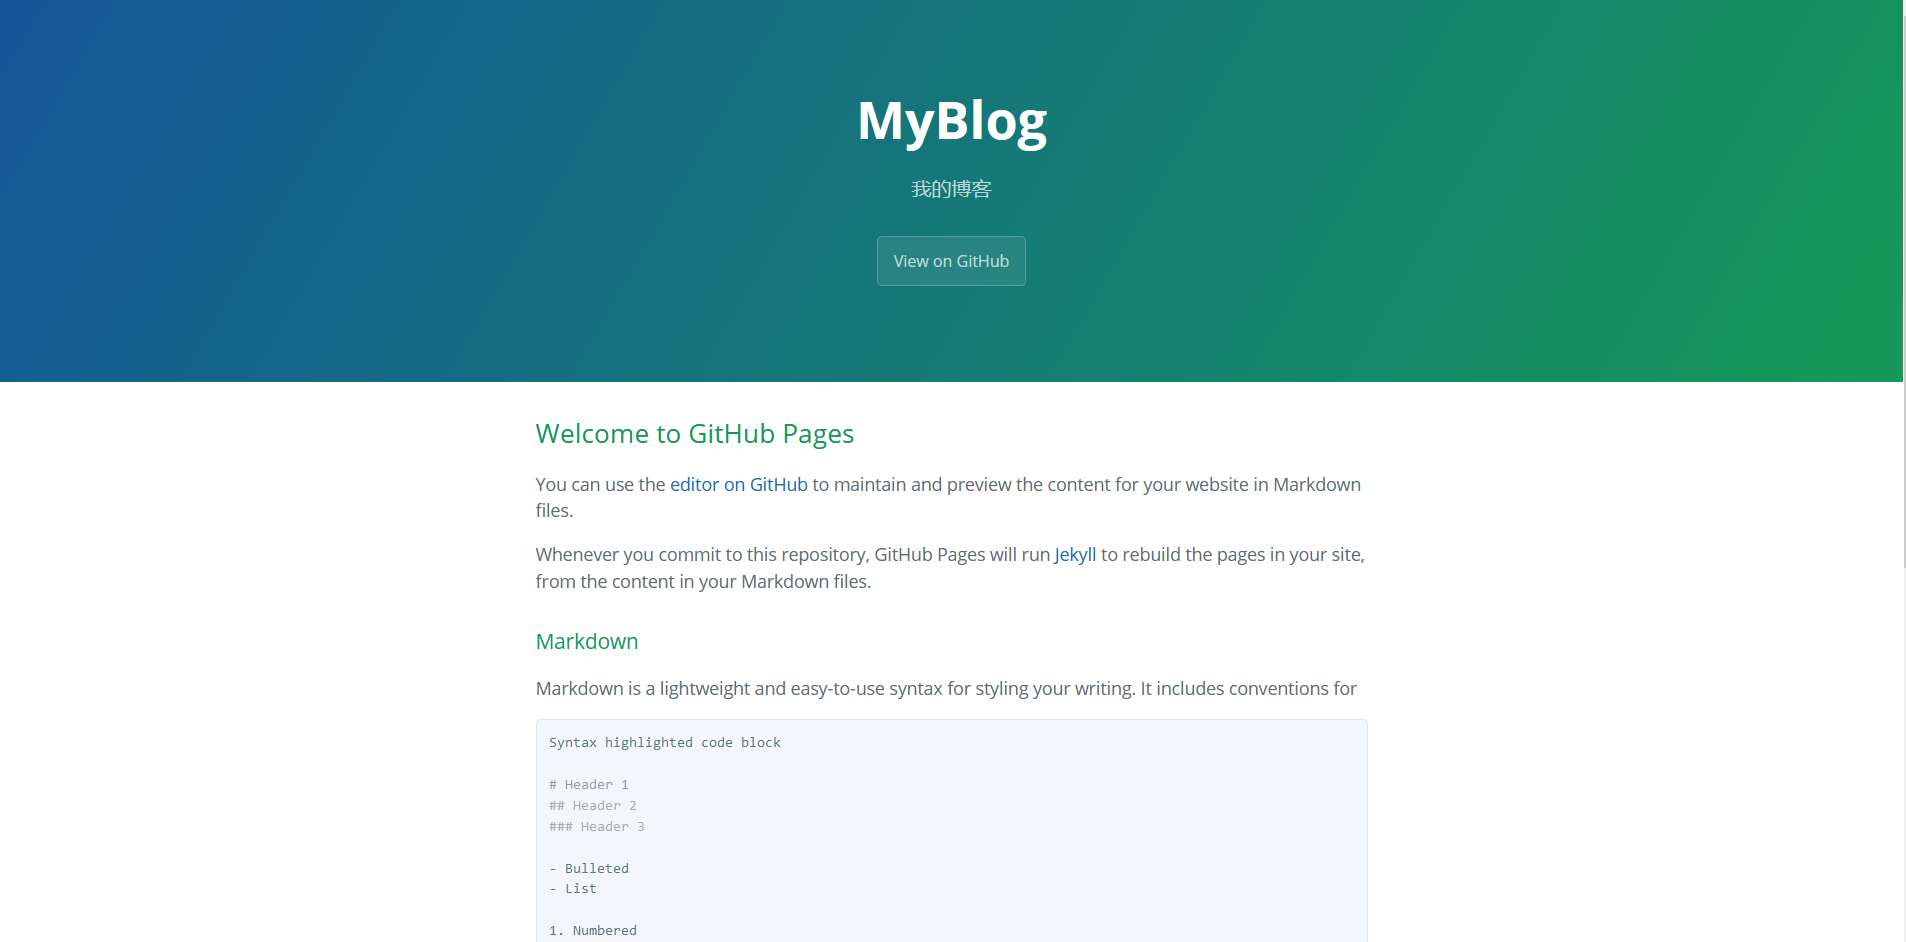 MyBlog
我的博客
View on GitHub
Welcome to GitHub Pages
You can use the editor on GitHub to maintain and preview the content for your website in Markdown
files.
Whenever you commit to this repository, GitHub Pages will run Jekyll to rebuild the pages in your site,
from the content in your Markdown files.
Markdown
Markdown is a lightweight and easy-to-use syntax for styling your writing. It includes conventions for
Syntax highlighted code block
# Header 1
## Header 2
### Header 3
- Bulleted
- List
1. Numbered